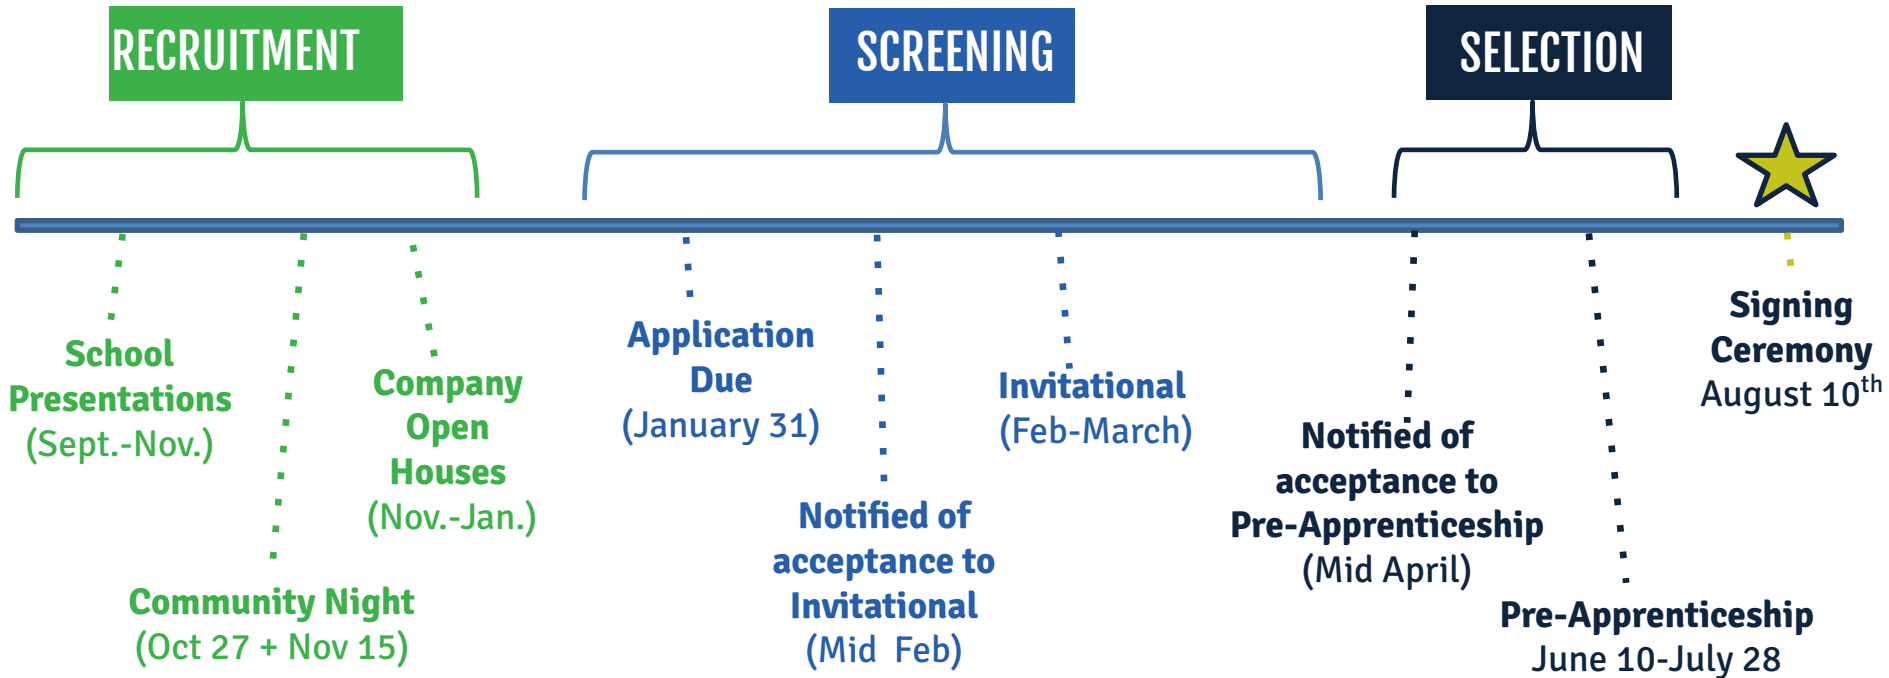 RECRUITMENT
SCREENING
SELECTION
School
Presentations
(Sept.-Nov.)
Community Night
(Oct 27 + Nov 15)
Company
Open
Houses
(Nov.-Jan.)
Application
Due
(January 31)
Notified of
acceptance to
Invitational
(Mid Feb)
Invitational
(Feb-March)
Notified of
acceptance to
Pre-Apprenticeship
(Mid April)
Pre-Apprenticeship
June 10-July 28
Signing
Ceremony
August 10th